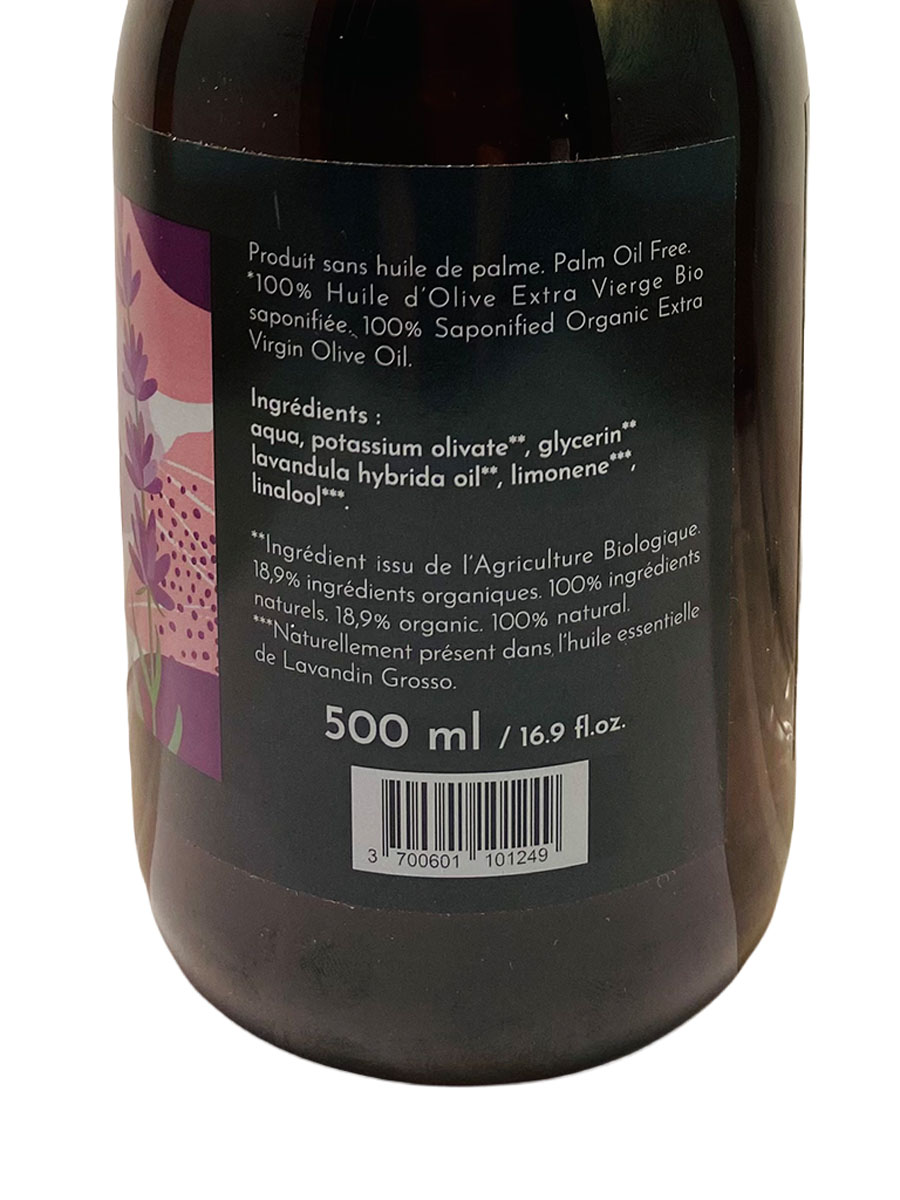 Produit sans huile de palme. Palm Oil Free.
*100% Huile d'Olive Extra Vierge Bio
saponifiée. 100% Saponified Organic Extra
Virgin Olive Oil.
Ingrédients :
aqua, potassium olivate**, glycerin**
lavandula hybrida oil**, limonene***,
linalool***.
**Ingrédient issu de l'Agriculture Biologique.
18,9% ingrédients organiques. 100% ingrédients
naturels. 18,9% organic. 100% natural.
***Naturellement présent dans l'huile essentielle
de Lavandin Grosso.
500 ml / 16.9 fl.oz.
3 700601 101249